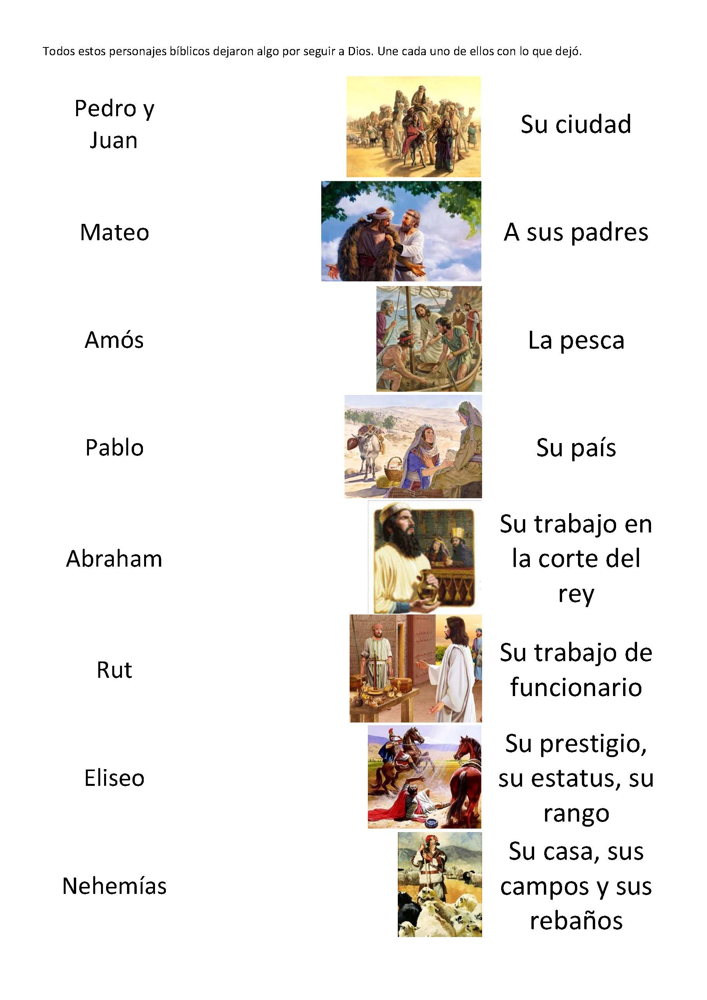 Todos estos personajes bíblicos dejaron algo por seguir a Dios. Une cada uno de ellos con lo que dejó.
Pedro y
Juan
Su ciudad
Mateo
A sus padres
Amós
La pesca
Pablo
Su país
Abraham
Su trabajo en
la corte del
rey
Rut
Su trabajo de
funcionario
Eliseo
Su prestigio,
su estatus, su
rango
Nehemías
Su casa, sus
campos y sus
rebaños